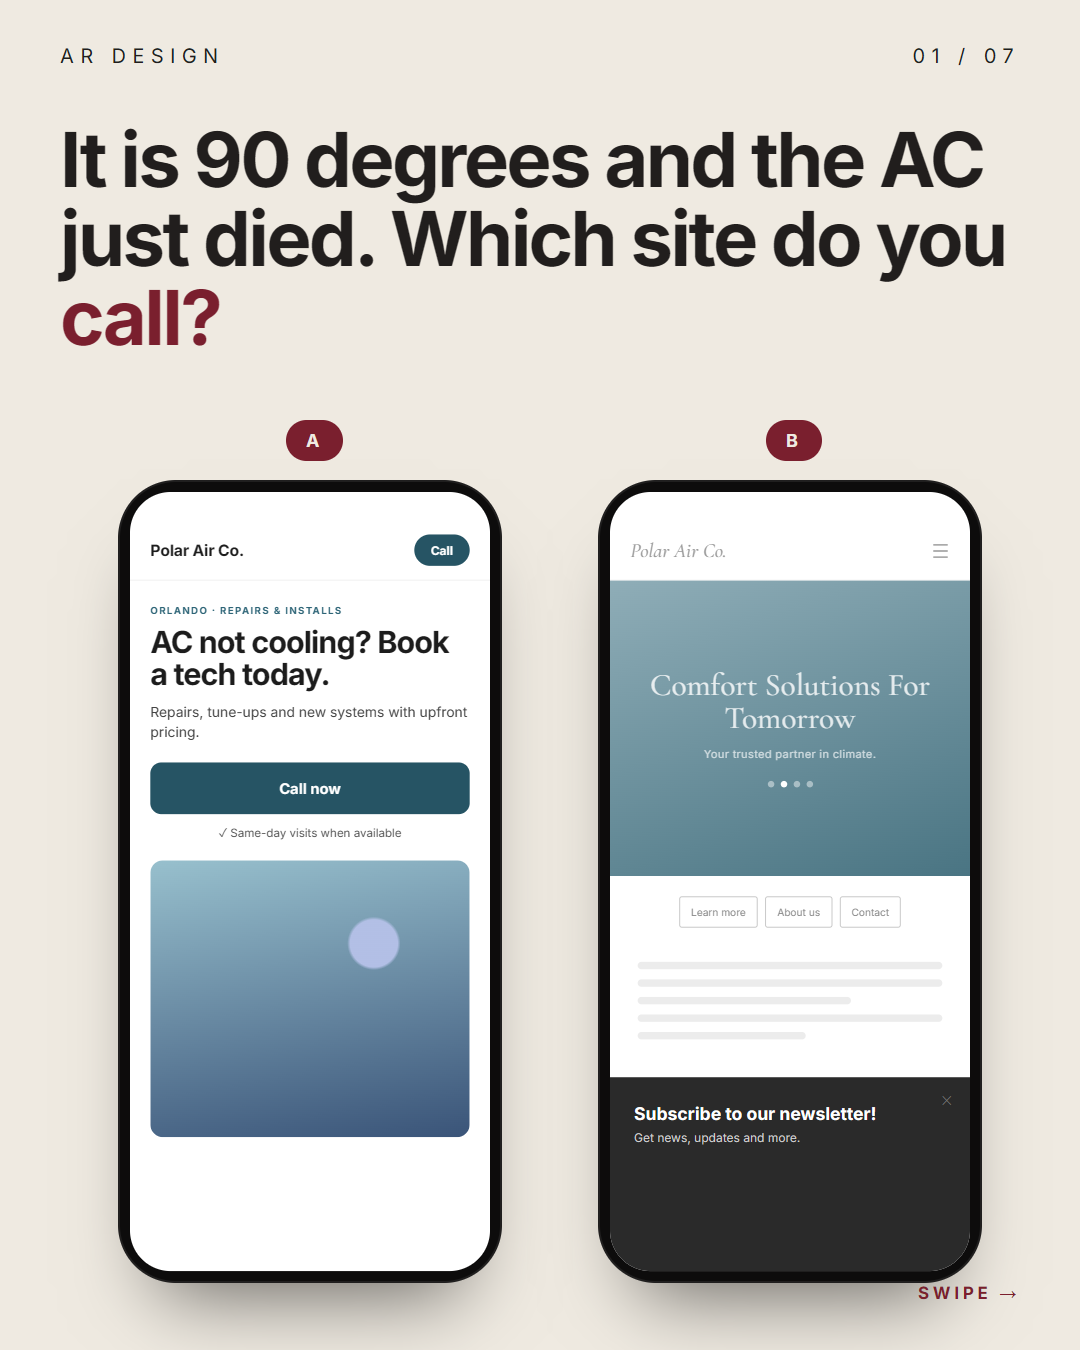 AR DESIGN
01 / 07
It is 90 degrees and the AC
just died. Which site do you
call?
A
Polar Air Co.
Call
ORLANDO · REPAIRS & INSTALLS
AC not cooling? Book
a tech today.
Repairs, tune-ups and new systems with upfront
pricing.
Call now
✓ Same-day visits when available
B
Polar Air Co.
Comfort Solutions For
Tomorrow
Your trusted partner in climate.
Learn more
About us
Contact
Subscribe to our newsletter!
Get news, updates and more.
SWIPE →